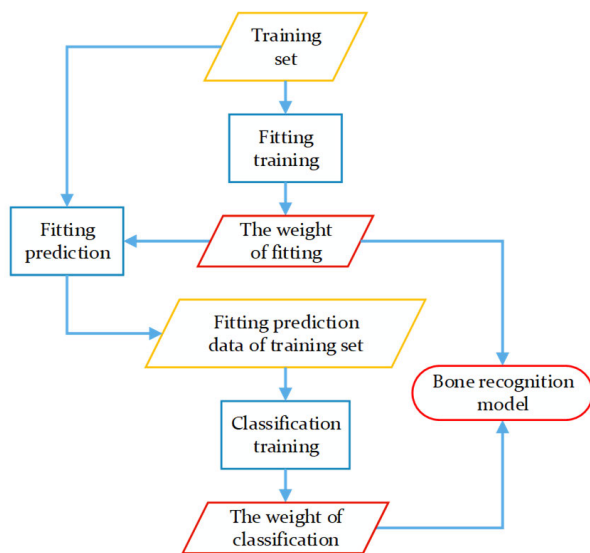 Training
set
Fitting
training
The weight
of fitting
Fitting
prediction
Fitting prediction
data of training set
Bone recognition
model
Classification
training
The weight of
classification